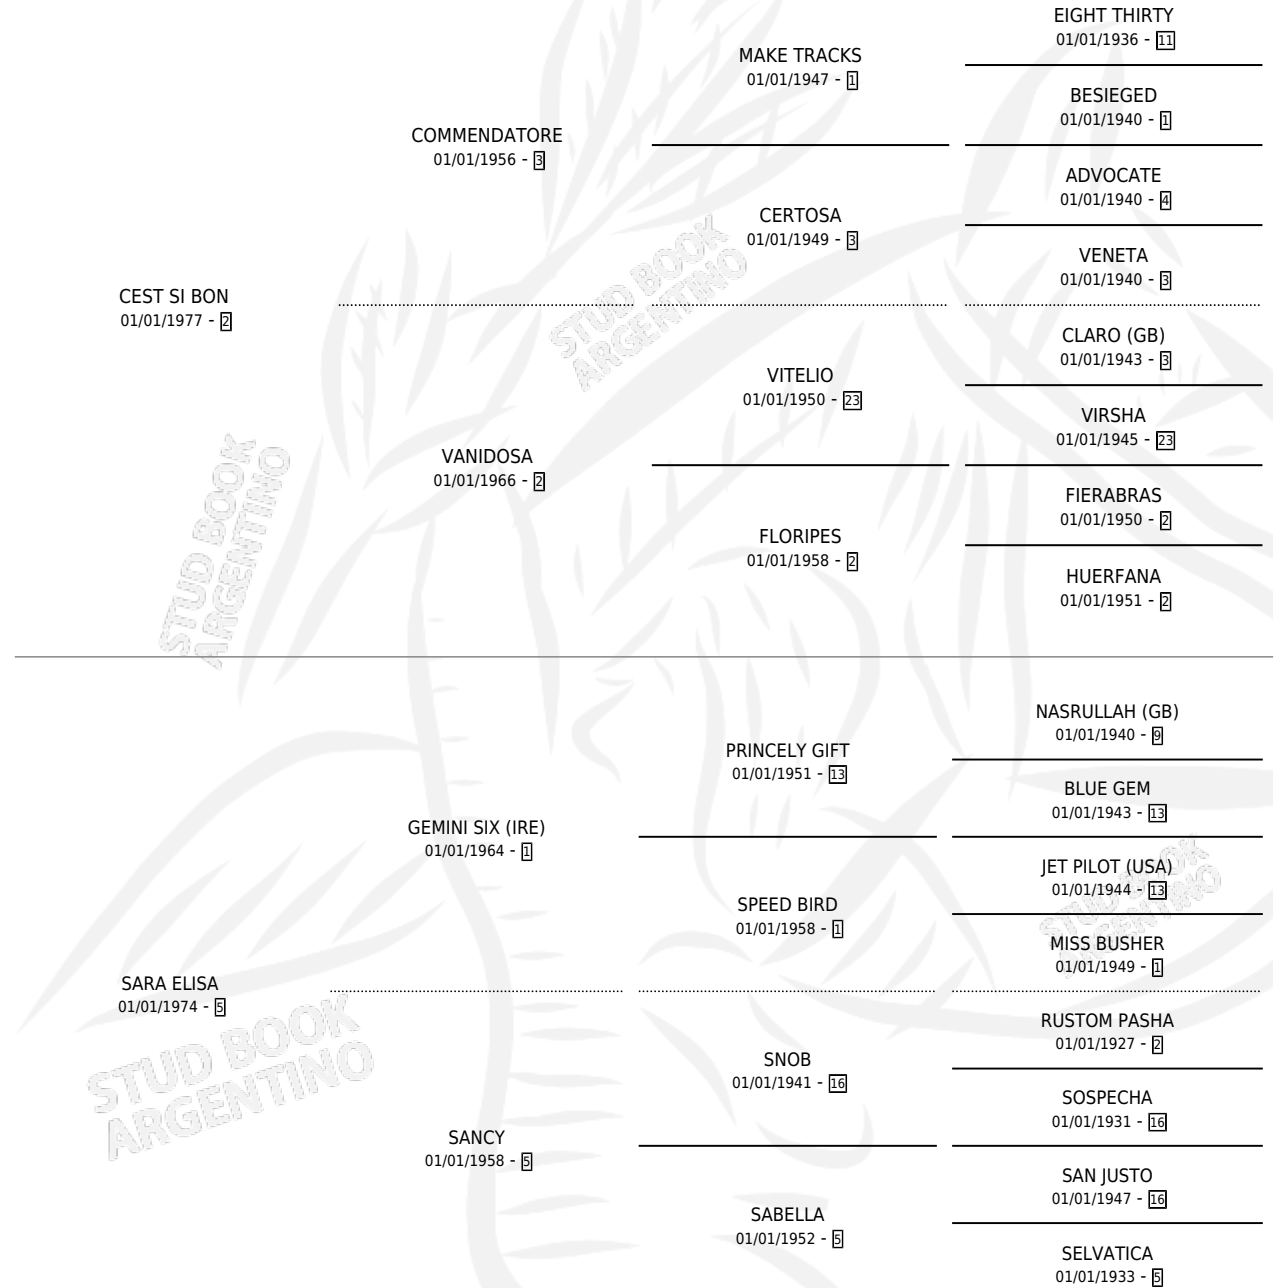 EIGHT THIRTY
01/01/1936 - 11
MAKE TRACKS
01/01/1947 - 1
BESIEGED
01/01/1940 - 1
COMMENDATORE
01/01/1956 - 3
ADVOCATE
01/01/1940 - 4
CERTOSA
01/01/1949 - 3
VENETA
01/01/1940 - 3
CEST SI BON
01/01/1977 - 2
STUD BOOK
ARGENTINO
CLARO (GB)
01/01/1943 - 3
VITELIO
01/01/1950 - 23
VIRSHA
01/01/1945 - 23
VANIDOSA
01/01/1966 - 2
FIERABRAS
01/01/1950 - 2
FLORIPES
01/01/1958 - 2
HUERFANA
01/01/1951 - 2
STUD BOOK
ARGENTINO
NASRULLAH (GB)
01/01/1940 - 9
PRINCELY GIFT
01/01/1951 - 13
BLUE GEM
01/01/1943 - 13
GEMINI SIX (IRE)
01/01/1964 - 1
JET PILOT (USA)
01/01/1944 - 13
SPEED BIRD
01/01/1958 - 1
MISS BUSHER
01/01/1949 - 1
STUD BOOK
ARGENTINO
SARA ELISA
01/01/1974 - 5
RUSTOM PASHA
01/01/1927 - 2
SNOB
01/01/1941 - 16
SOSPECHA
01/01/1931 - 16
STUD BOOK
ARGENTINO
SANCY
01/01/1958 - 5
SAN JUSTO
01/01/1947 - 16
SABELLA
01/01/1952 - 5
SELVATICA
01/01/1933 - 5